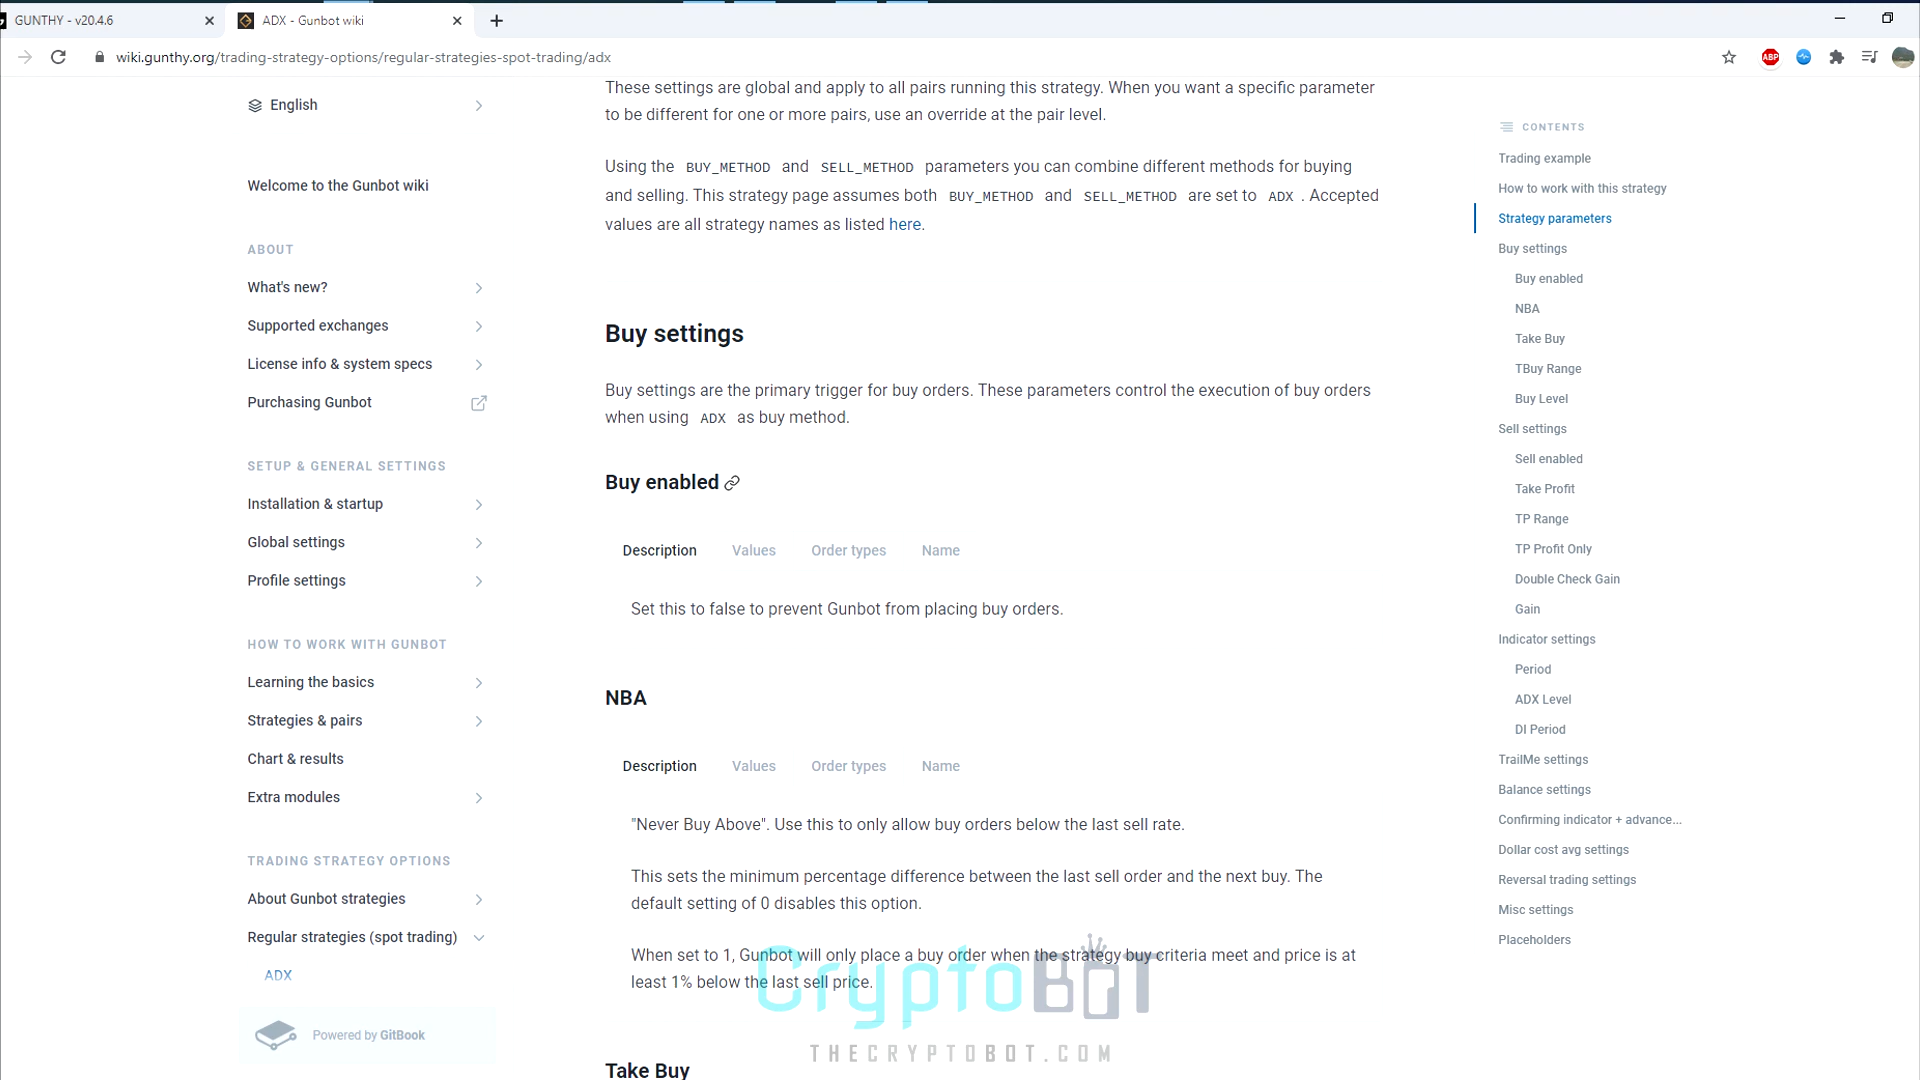 GUNTHY - v20.4.6
ADX - Gunbot wiki
wiki.gunthy.org/trading-strategy-options/regular-strategies-spot-trading/adx
ABP
English
Welcome to the Gunbot wiki
ABOUT
What's new?
Supported exchanges
License info & system specs
Purchasing Gunbot
SETUP & GENERAL SETTINGS
Installation & startup
Global settings
Profile settings
HOW TO WORK WITH GUNBOT
Learning the basics
Strategies & pairs
Chart & results
Extra modules
TRADING STRATEGY OPTIONS
About Gunbot strategies
Regular strategies (spot trading)
ADX
Powered by GitBook
These settings are global and apply to all pairs running this strategy. When you want a specific parameter
to be different for one or more pairs, use an override at the pair level.
Using the BUY_METHOD and SELL_METHOD parameters you can combine different methods for buying
and selling. This strategy page assumes both BUY_METHOD and SELL_METHOD are set to ADX . Accepted
values are all strategy names as listed here.
Buy settings
Buy settings are the primary trigger for buy orders. These parameters control the execution of buy orders
when using ADX as buy method.
Buy enabled
Description Values Order types Name
Set this to false to prevent Gunbot from placing buy orders.
NBA
Description Values Order types Name
"Never Buy Above". Use this to only allow buy orders below the last sell rate.
This sets the minimum percentage difference between the last sell order and the next buy. The
default setting of 0 disables this option.
When set to 1, Gunbot will only place a buy order when the strategy buy criteria meet and price is at
least 1% below the last sell price.
CryptoBOT
THECRYPTOBOT.COM
Take Buy
CONTENTS
Trading example
How to work with this strategy
Strategy parameters
Buy settings
Buy enabled
NBA
Take Buy
TBuy Range
Buy Level
Sell settings
Sell enabled
Take Profit
TP Range
TP Profit Only
Double Check Gain
Gain
Indicator settings
Period
ADX Level
DI Period
TrailMe settings
Balance settings
Confirming indicator + advance...
Dollar cost avg settings
Reversal trading settings
Misc settings
Placeholders